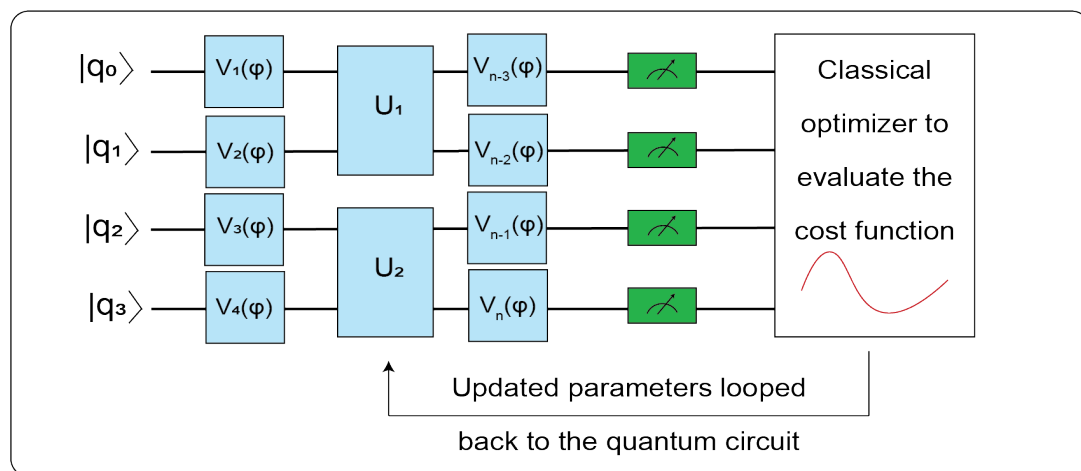 |q₀⟩
V₁(φ)
U₁
Vₙ₋₃(φ)
|q₁⟩
V₂(φ)
Vₙ₋₂(φ)
|q₂⟩
V₃(φ)
U₂
Vₙ₋₁(φ)
|q₃⟩
V₄(φ)
Vₙ(φ)
Classical
optimizer to
evaluate the
cost function
Updated parameters looped
back to the quantum circuit